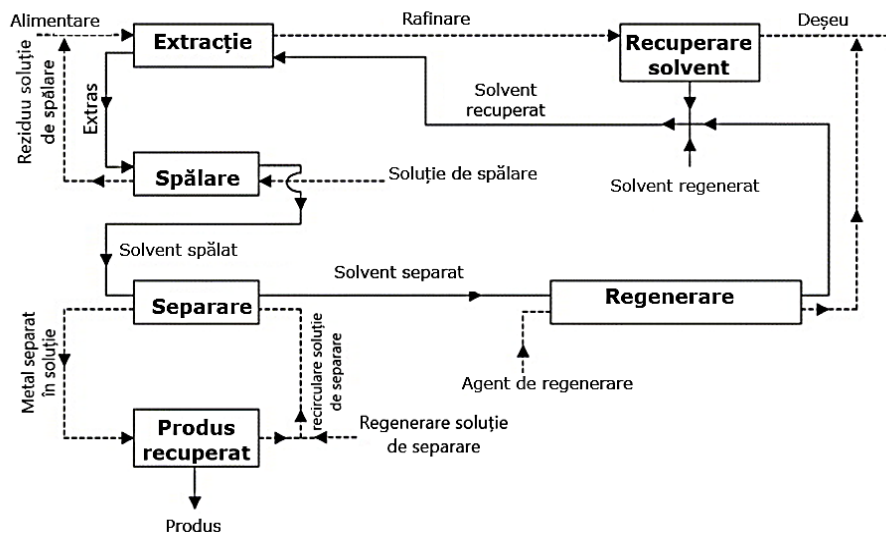 Alimentare
Rafinare
Deșeu
Extracție
Recuperare
solvent
Reziduu soluție
de spălare
Extras
Solvent
recuperat
Spălare
Soluție de spălare
Solvent regenerat
Solvent spălat
Solvent separat
Separare
Regenerare
Metal separat
în soluție
recirculare soluție
de separare
Agent de regenerare
Produs
recuperat
Regenerare soluție
de separare
Produs